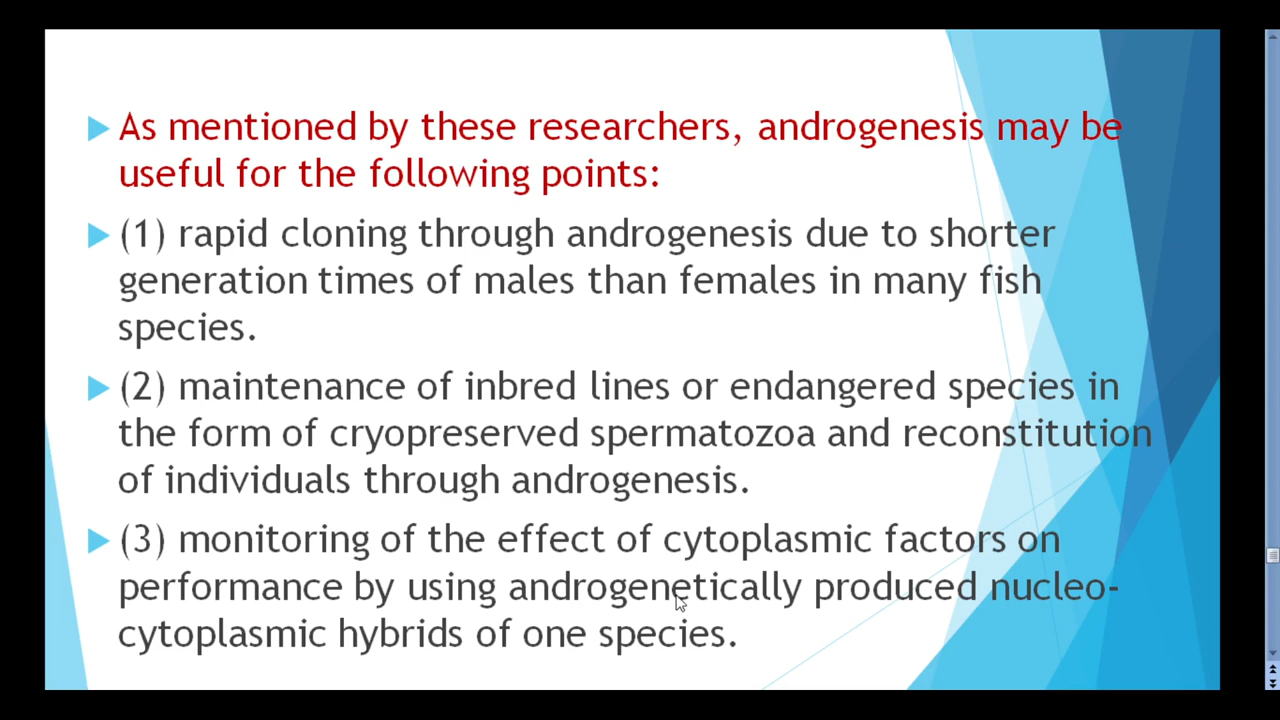 As mentioned by these researchers, androgenesis may be
useful for the following points:
(1) rapid cloning through androgenesis due to shorter
generation times of males than females in many fish
species.
(2) maintenance of inbred lines or endangered species in
the form of cryopreserved spermatozoa and reconstitution
of individuals through androgenesis.
(3) monitoring of the effect of cytoplasmic factors on
performance by using androgenetically produced nucleo-
cytoplasmic hybrids of one species.